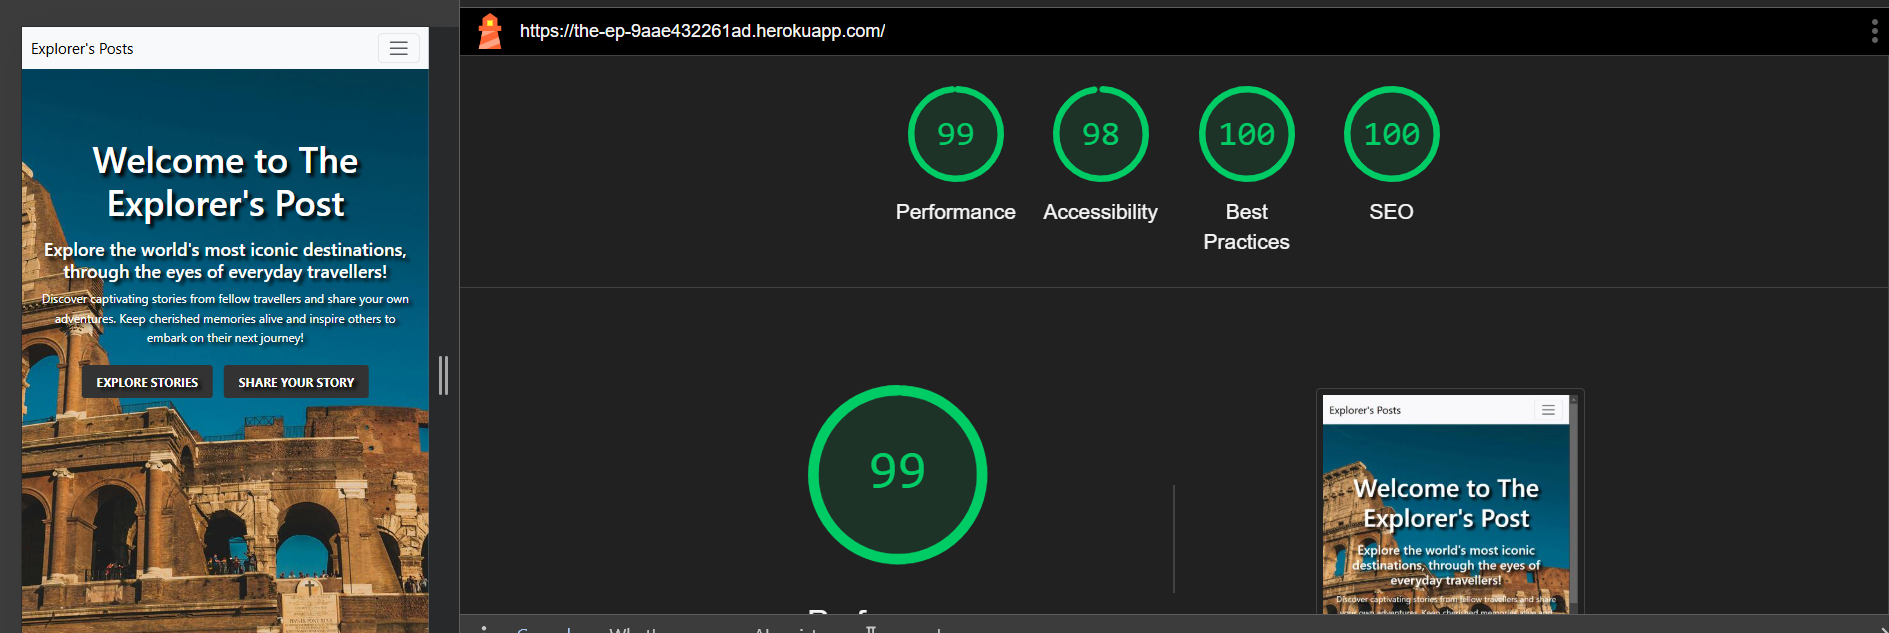 Explorer's Posts
Welcome to The
Explorer's Post
Explore the world's most iconic destinations,
through the eyes of everyday travellers!
Discover captivating stories from fellow travellers and share your own
adventures. Keep cherished memories alive and inspire others to
embark on their next journey!
EXPLORE STORIES
SHARE YOUR STORY
https://the-ep-9aae432261ad.herokuapp.com/
99
98
100
100
Performance
Accessibility
Best
Practices
SEO
99
Explorer's Posts
Welcome to The
Explorer's Post
Explore the world's most iconic
destinations, through the eyes of
everyday travellers!
Discover captivating stories from fellow travellers and share